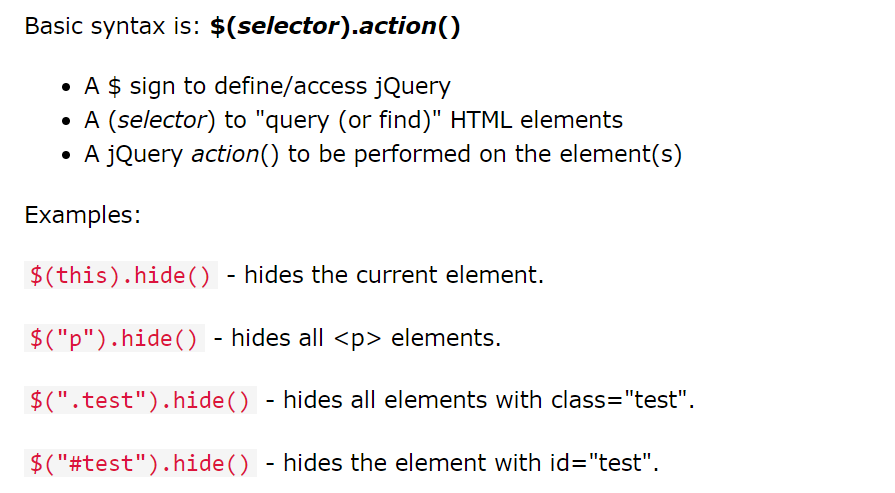 Basic syntax is: $(selector).action()
• A $ sign to define/access jQuery
• A (selector) to "query (or find)" HTML elements
• A jQuery action() to be performed on the element(s)
Examples:
$(this).hide() - hides the current element.
$("p").hide() - hides all <p> elements.
$(".test").hide() - hides all elements with class="test".
$("#test").hide() - hides the element with id="test".